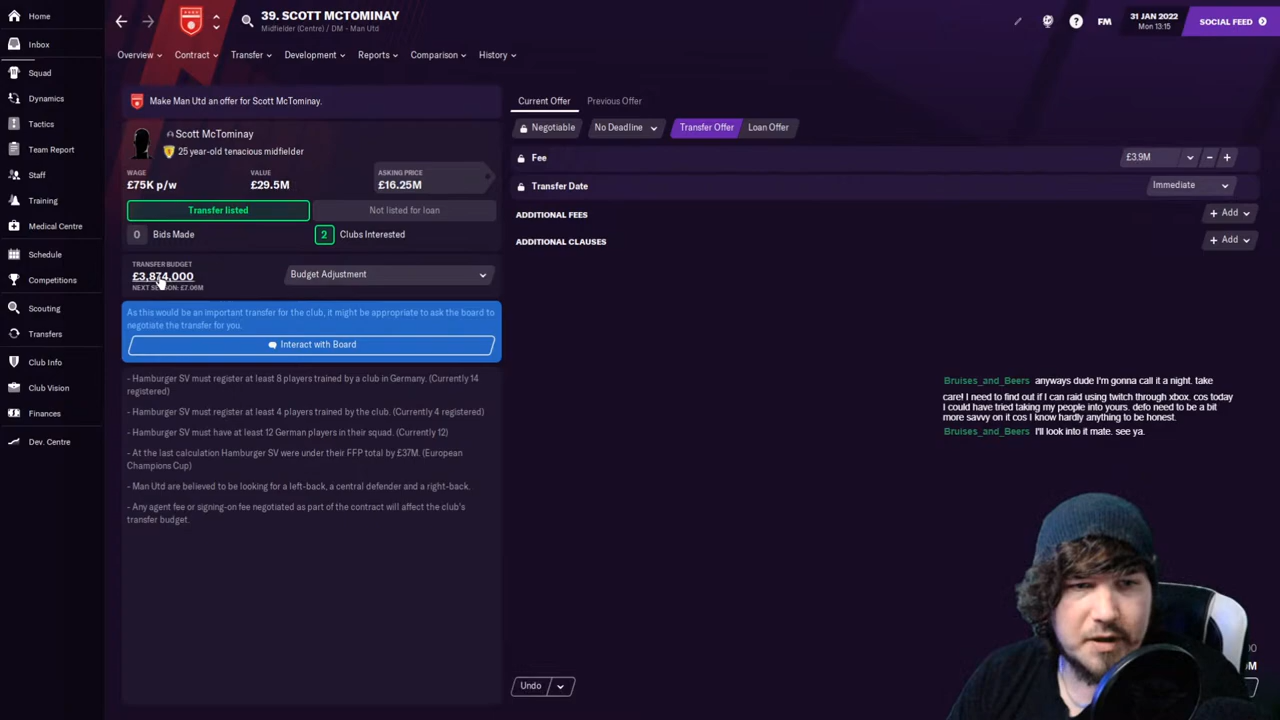 Home
Inbox
Squad
Dynamics
Tactics
Team Report
Staff
Training
Medical Centre
Schedule
Competitions
Scouting
Transfers
Club Info
Club Vision
Finances
Dev. Centre
39. SCOTT MCTOMINAY
Midfielder (Centre) / DM - Man Utd
?
FM
31 JAN 2022
Mon 13:15
SOCIAL FEED
Overview
Contract
Transfer
Development
Reports
Comparison
History
Make Man Utd an offer for Scott McTominay.
Scott McTominay
25 year-old tenacious midfielder
WAGE
£75K p/w
VALUE
£29.5M
ASKING PRICE
£16.25M
Transfer listed
Not listed for loan
0 Bids Made
2 Clubs Interested
TRANSFER BUDGET
£3,874,000
NEXT SEASON: £7.06M
Budget Adjustment
As this would be an important transfer for the club, it might be appropriate to ask the board to
negotiate the transfer for you.
Interact with Board
- Hamburger SV must register at least 8 players trained by a club in Germany. (Currently 14
registered)
- Hamburger SV must register at least 4 players trained by the club. (Currently 4 registered)
- Hamburger SV must have at least 12 German players in their squad. (Currently 12)
- At the last calculation Hamburger SV were under their FFP total by £37M. (European
Champions Cup)
- Man Utd are believed to be looking for a left-back, a central defender and a right-back.
- Any agent fee or signing-on fee negotiated as part of the contract will affect the club's
transfer budget.
Current Offer
Previous Offer
Negotiable
No Deadline
Transfer Offer
Loan Offer
Fee
£3.9M
Transfer Date
Immediate
ADDITIONAL FEES
+ Add
ADDITIONAL CLAUSES
+ Add
Bruises_and_Beers anyways dude I'm gonna call it a night. take
care! I need to find out if I can raid using twitch through xbox. cos today
I could have tried taking my people into yours. defo need to be a bit
more savvy on it cos I know hardly anything to be honest.
Bruises_and_Beers I'll look into it mate. see ya.
Undo